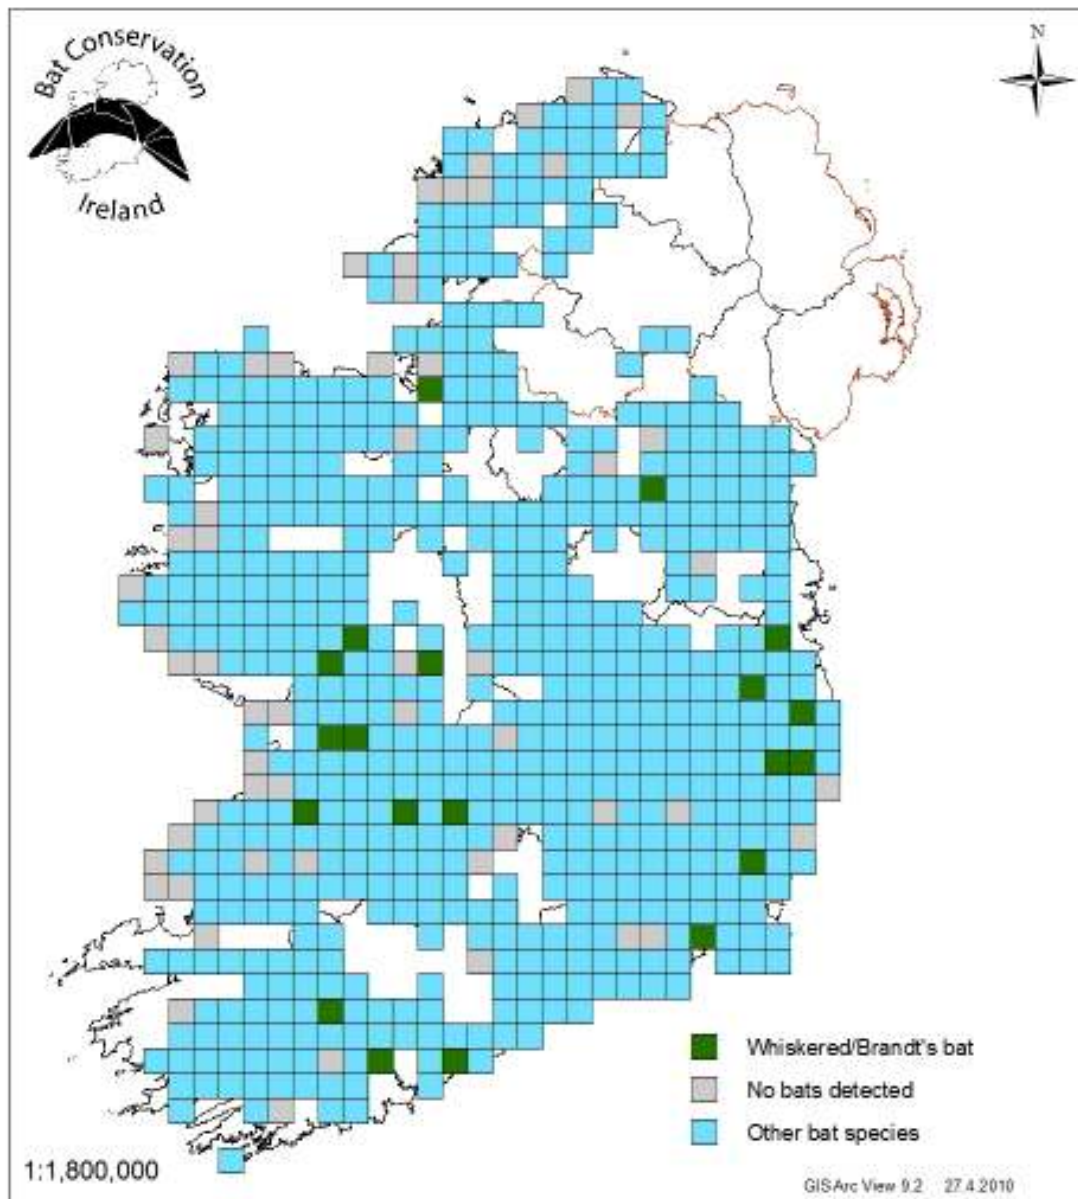 Bat Conservation
Ireland
N
Whiskered/Brandt's bat
No bats detected
Other bat species
1:1,800,000
GIS Arc View 9.2 27.4.2010